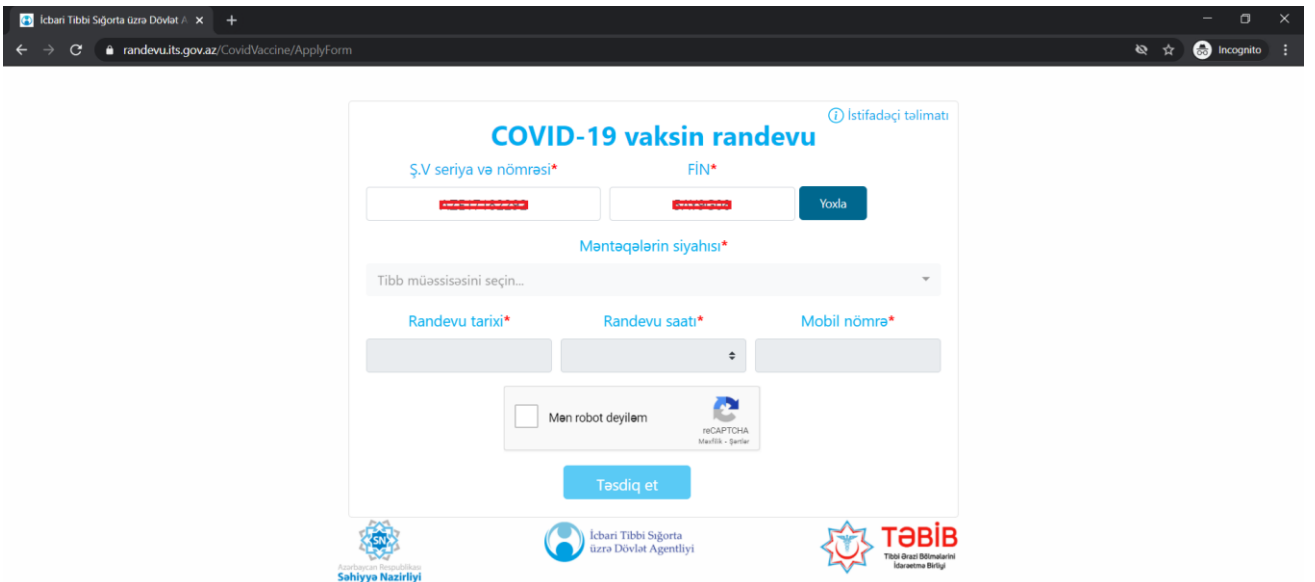 İcbari Tibbi Sığorta üzrə Dövlət A
randevu.its.gov.az/CovidVaccine/ApplyForm
Incognito
İstifadəçi təlimatı
COVID-19 vaksin randevu
Ş.V seriya və nömrəsi*
FİN*
Yoxla
Məntəqələrin siyahısı*
Tibb müəssisəsini seçin...
Randevu tarixi*
Randevu saatı*
Mobil nömrə*
Mən robot deyiləm
reCAPTCHA
Məxfilik - Şərtlər
Təsdiq et
SN
Azərbaycan Respublikası
Səhiyyə Nazirliyi
İcbari Tibbi Sığorta
üzrə Dövlət Agentliyi
TƏBİB
Tibbi Ərazi Bölmələrini
İdarəetmə Birliyi